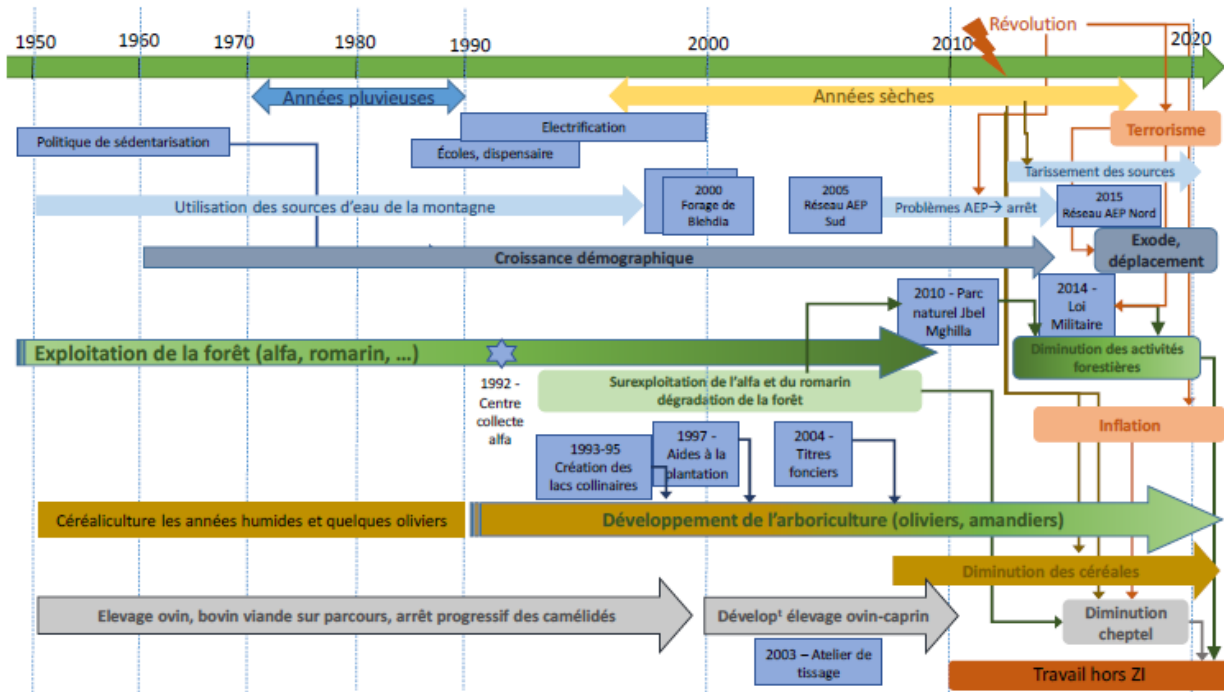 Révolution
1950
1960
1970
1980
1990
2000
2010
2020
Années pluvieuses
Années sèches
Electrification
Terrorisme
Politique de sédentarisation
Écoles, dispensaire
Tarissement des sources
Utilisation des sources d'eau de la montagne
2000
Forage de
Blehdia
2005
Réseau AEP
Sud
Problèmes AEP→ arrêt
2015
Réseau AEP Nord
Croissance démographique
Exode,
déplacement
2010 - Parc
naturel Jbel
Mghilla
2014 -
Loi
Militaire
Exploitation de la forêt (alfa, romarin, ...)
Diminution des activités
forestières
1992 -
Centre
collecte
alfa
Surexploitation de l'alfa et du romarin
dégradation de la forêt
Inflation
1993-95
Création des
lacs collinaires
1997 -
Aides à la
plantation
2004 -
Titres
fonciers
Céréaliculture les années humides et quelques oliviers
Développement de l'arboriculture (oliviers, amandiers)
Diminution des céréales
Elevage ovin, bovin viande sur parcours, arrêt progressif des camélidés
Dévelopᵗ élevage ovin-caprin
Diminution
cheptel
2003 – Atelier de
tissage
Travail hors ZI